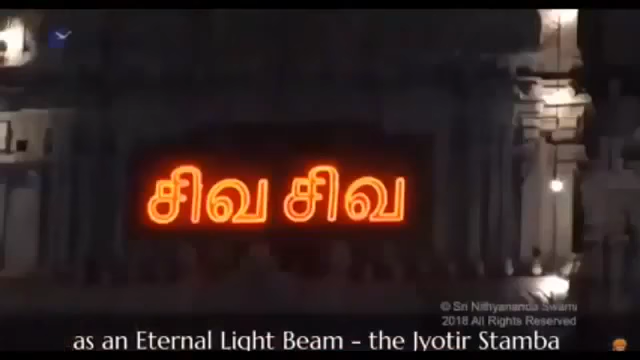 சிவ சிவ
© Sri Nithyananda Swami
2018 All Rights Reserved
as an Eternal Light Beam - the Jyotir Stamba